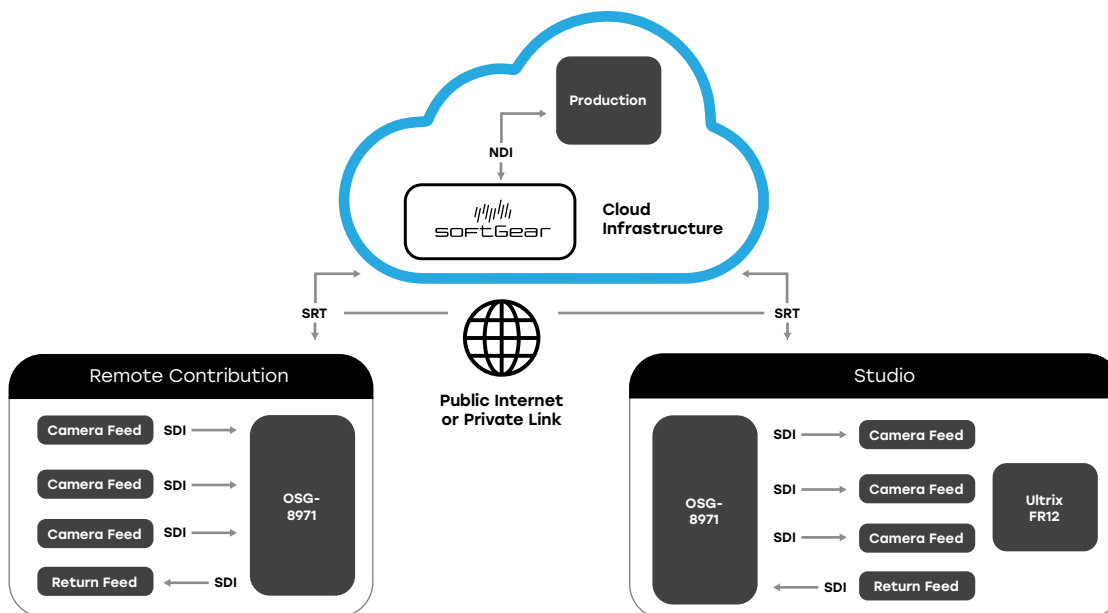 Production
NDI
softGear
Cloud
Infrastructure
SRT
SRT
Public Internet
or Private Link
Remote Contribution
Camera Feed
SDI
Camera Feed
SDI
Camera Feed
SDI
Return Feed
SDI
OSG-
8971
Studio
OSG-
8971
SDI
Camera Feed
SDI
Camera Feed
SDI
Camera Feed
SDI
Return Feed
Ultrix
FR12